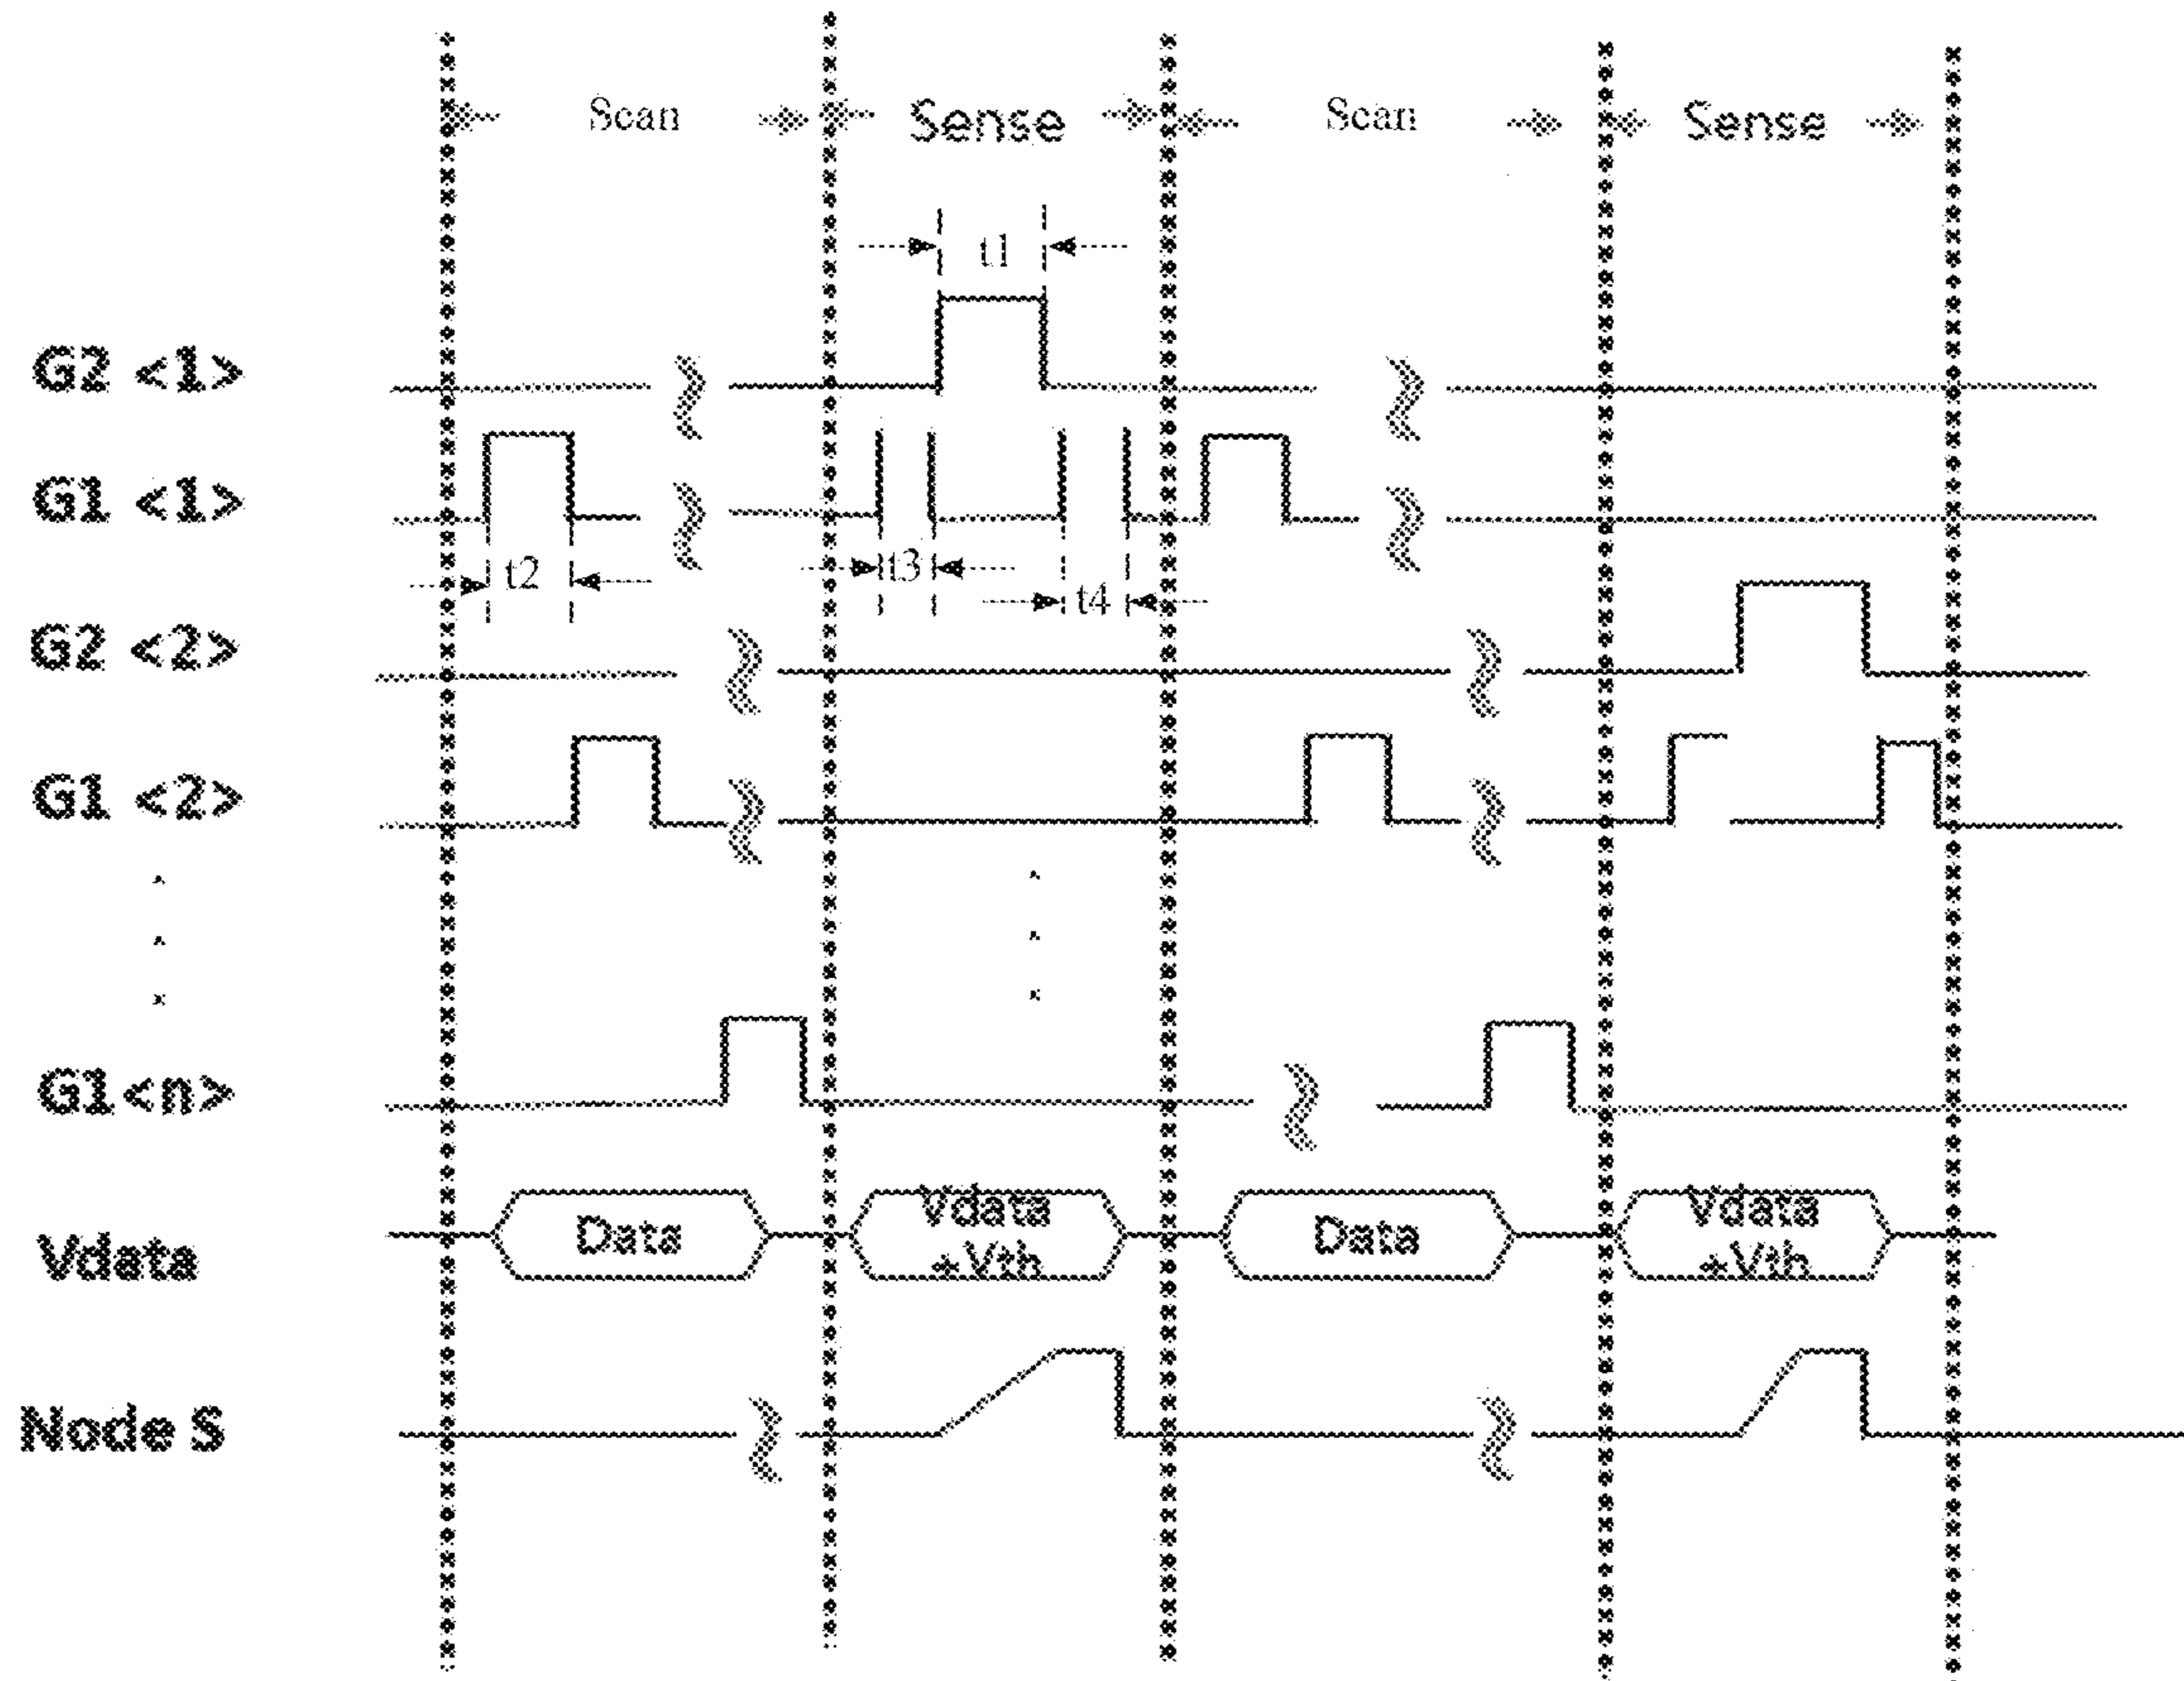 Scan Sense Scan Sense
t1
G2 <1>
G1 <1>
t2 t3 t4
G2 <2>
G1 <2>
G1<n>
Vdata Data Vdata +Vth Data Vdata +Vth
Node S